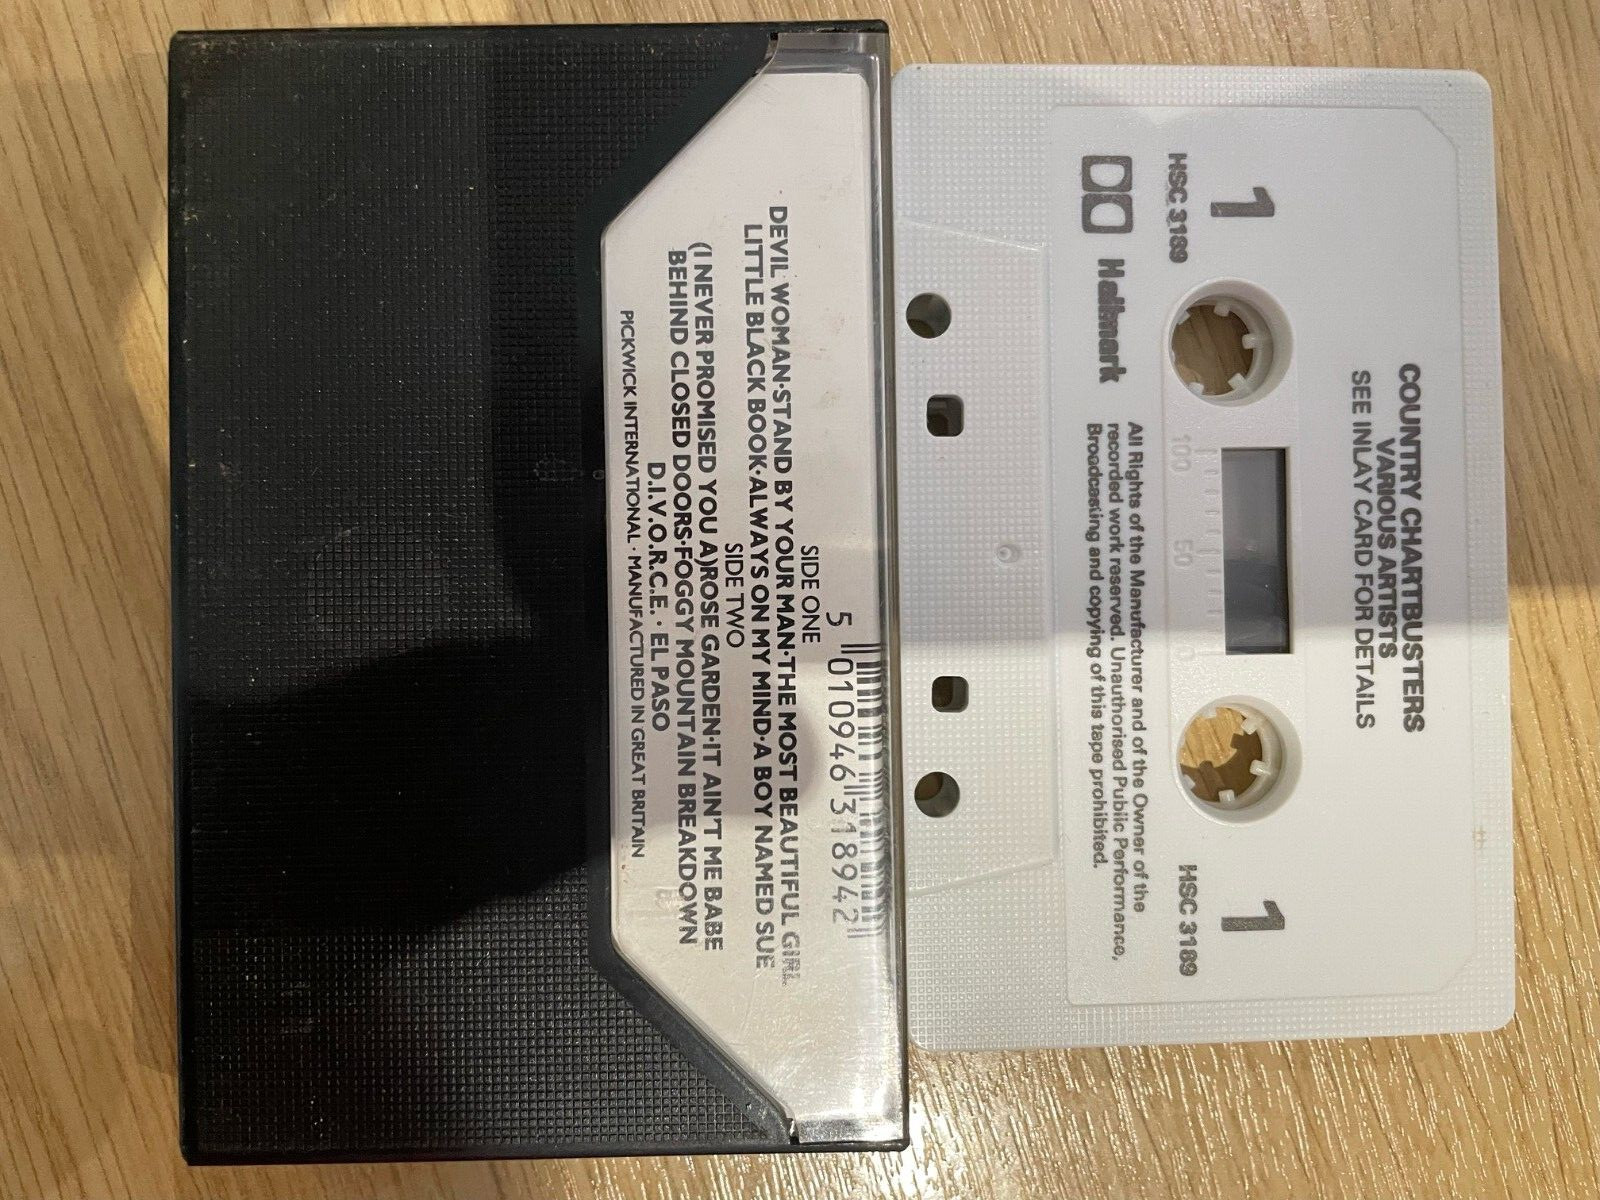 5 010946 318942
SIDE ONE
DEVIL WOMAN·STAND BY YOUR MAN·THE MOST BEAUTIFUL GIRL
LITTLE BLACK BOOK·ALWAYS ON MY MIND·A BOY NAMED SUE
SIDE TWO
(I NEVER PROMISED YOU A)ROSE GARDEN·IT AIN'T ME BABE
BEHIND CLOSED DOORS·FOGGY MOUNTAIN BREAKDOWN
D.I.V.O.R.C.E. · EL PASO
PICKWICK INTERNATIONAL · MANUFACTURED IN GREAT BRITAIN
COUNTRY CHARTBUSTERS
VARIOUS ARTISTS
SEE INLAY CARD FOR DETAILS
1
1
HSC 3189
HSC 3189
100 50 0
Hallmark
All Rights of the Manufacturer and of the Owner of the
recorded work reserved. Unauthorised Public Performance,
Broadcasting and copying of this tape prohibited.